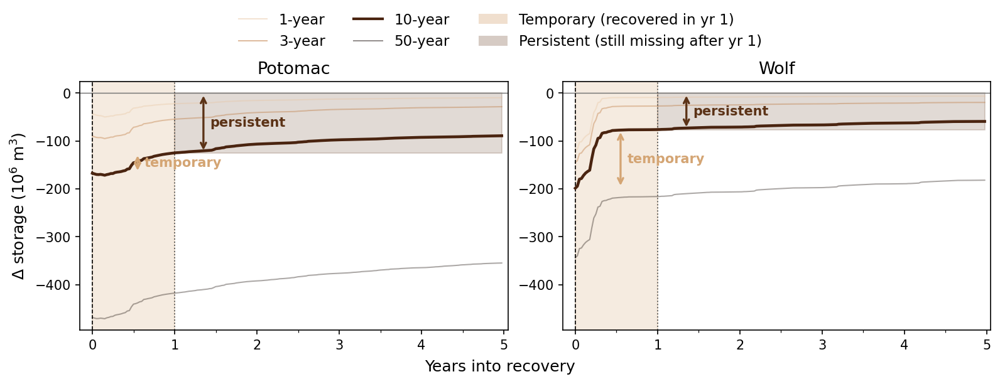 1-year
3-year
10-year
50-year
Temporary (recovered in yr 1)
Persistent (still missing after yr 1)
Potomac
Wolf
Δ storage (10⁶ m³)
0
−100
−200
−300
−400
persistent
temporary
0 1 2 3 4 5
0
−100
−200
−300
−400
persistent
temporary
0 1 2 3 4 5
Years into recovery